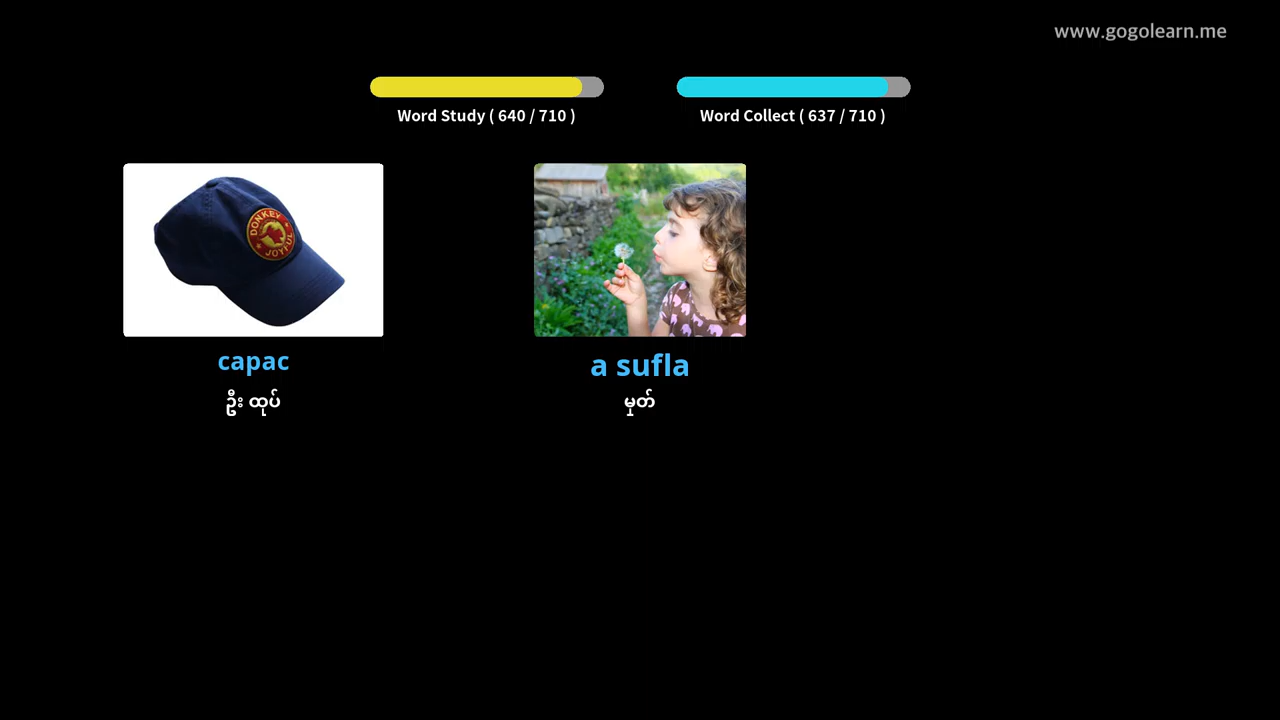 www.gogolearn.me
Word Study ( 640 / 710 )
Word Collect ( 637 / 710 )
DONKEY
JOYFUL
capac
ဦး ထုပ်
a sufla
မှုတ်